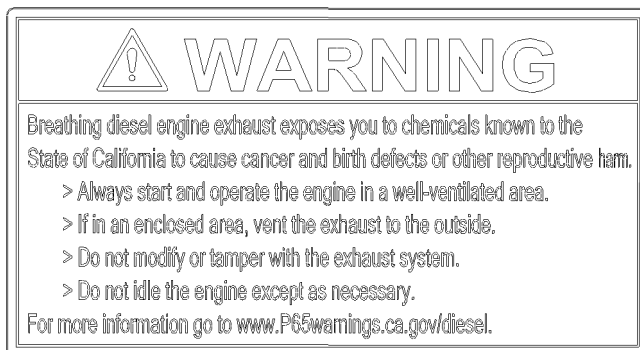 WARNING
Breathing diesel engine exhaust exposes you to chemicals known to the
State of California to cause cancer and birth defects or other reproductive harm.
> Always start and operate the engine in a well-ventilated area.
> If in an enclosed area, vent the exhaust to the outside.
> Do not modify or tamper with the exhaust system.
> Do not idle the engine except as necessary.
For more information go to www.P65warnings.ca.gov/diesel.